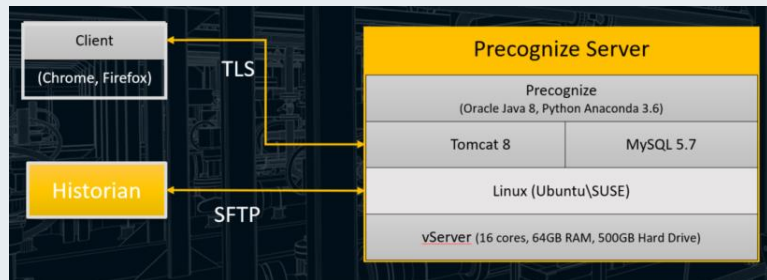 Client
(Chrome, Firefox)
TLS
Historian
SFTP
Precognize Server
Precognize
(Oracle Java 8, Python Anaconda 3.6)
Tomcat 8
MySQL 5.7
Linux (Ubuntu\SUSE)
vServer (16 cores, 64GB RAM, 500GB Hard Drive)